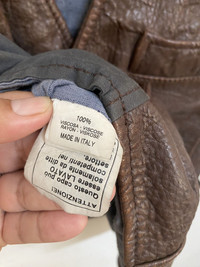 100%
VISCOSA - VISCOSE
RAYON - VISKOSE
MADE IN ITALY
ATTENZIONE!
Questo capo può
essere LAVATO
solamente da ditte
competenti nel
settore.